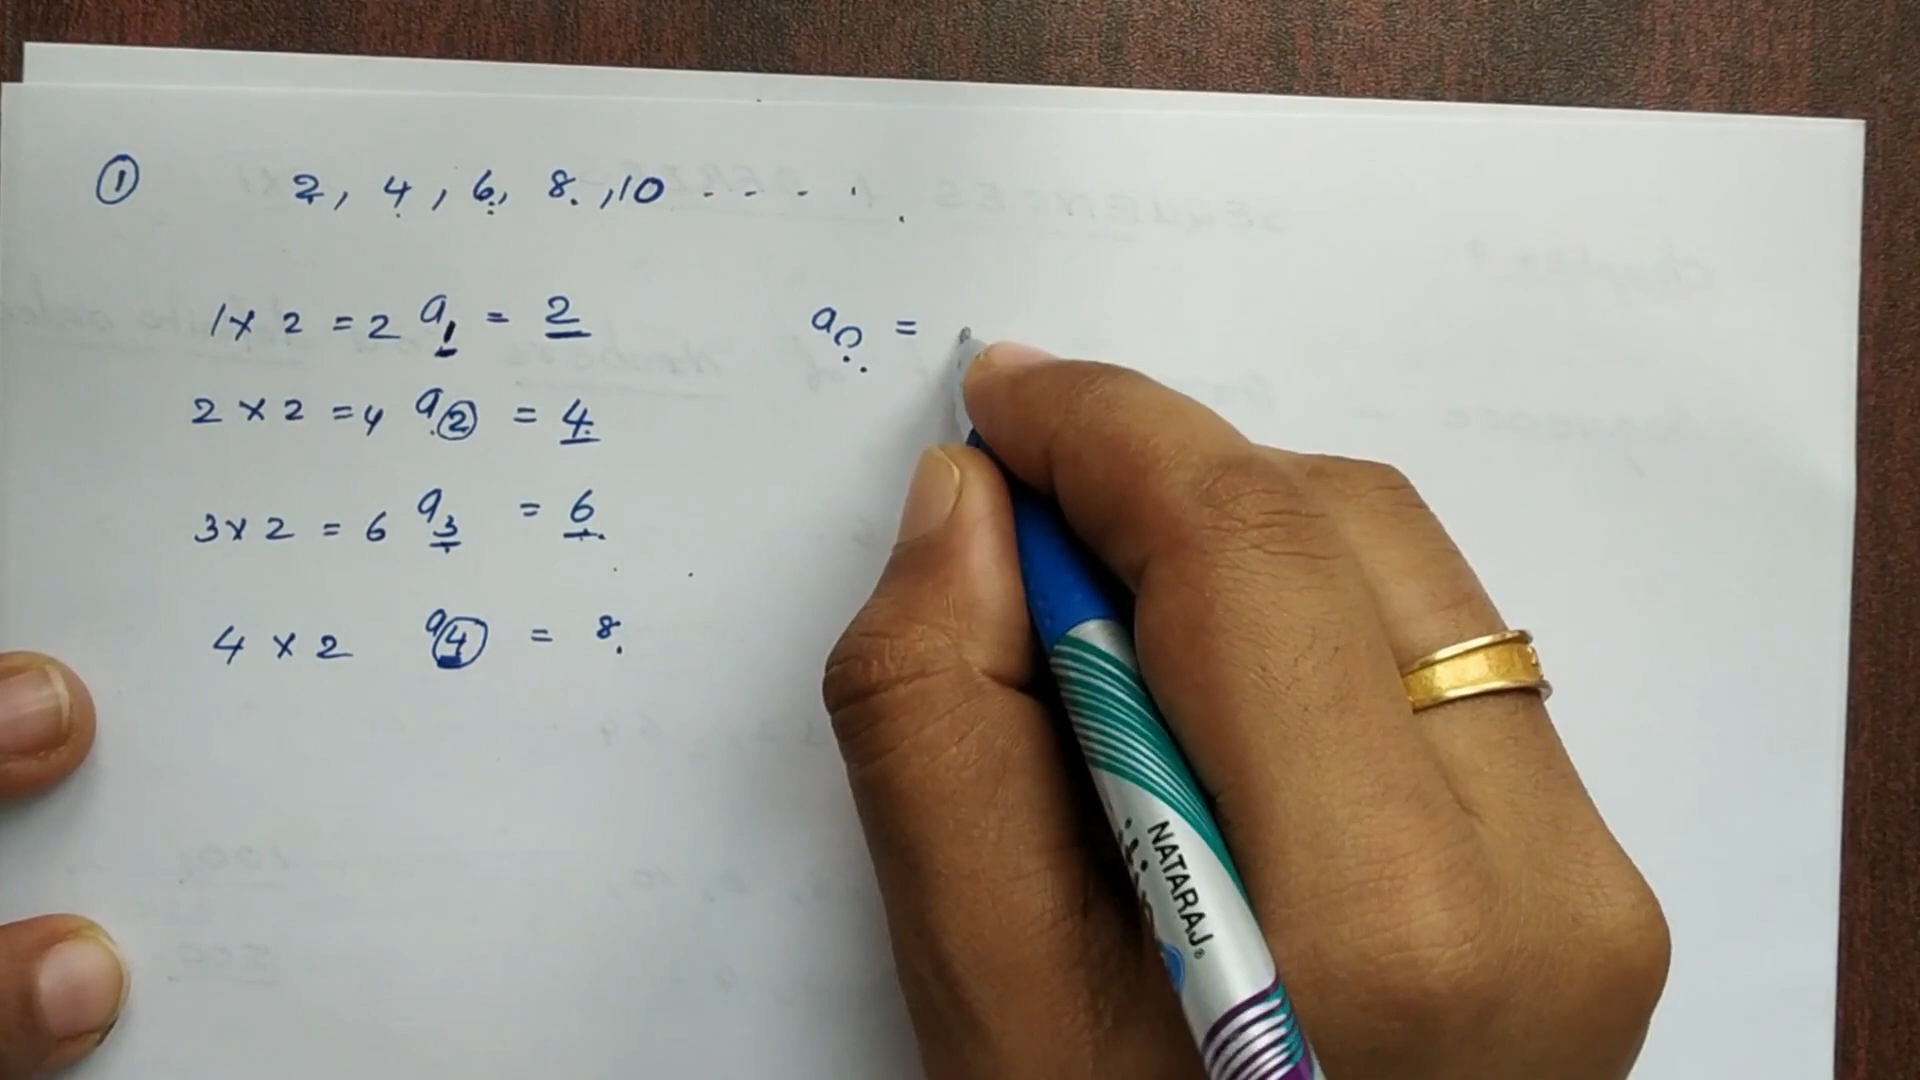 ① 2, 4, 6, 8, 10 - - - .
1 x 2 = 2 a1 = 2 a? =
2 x 2 = 4 a2 = 4
3 x 2 = 6 a3 = 6
4 x 2 a4 = 8
NATARAJ